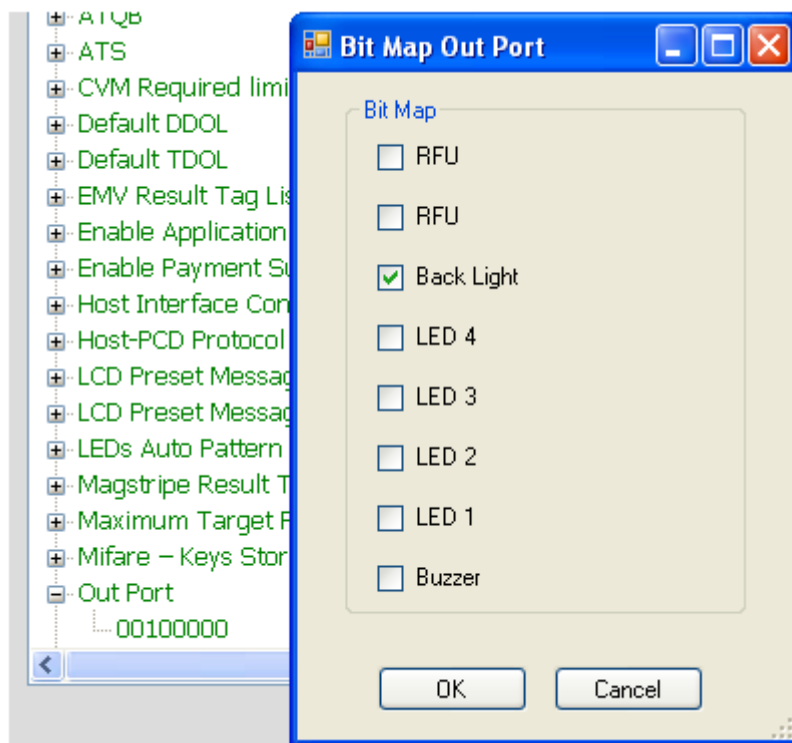 ATQB
ATS
CVM Required limi
Default DDOL
Default TDOL
EMV Result Tag Lis
Enable Application
Enable Payment Su
Host Interface Con
Host-PCD Protocol
LCD Preset Messag
LCD Preset Messag
LEDs Auto Pattern
Magstripe Result T
Maximum Target F
Mifare – Keys Stor
Out Port
00100000
Bit Map Out Port
Bit Map
RFU
RFU
Back Light
LED 4
LED 3
LED 2
LED 1
Buzzer
OK
Cancel